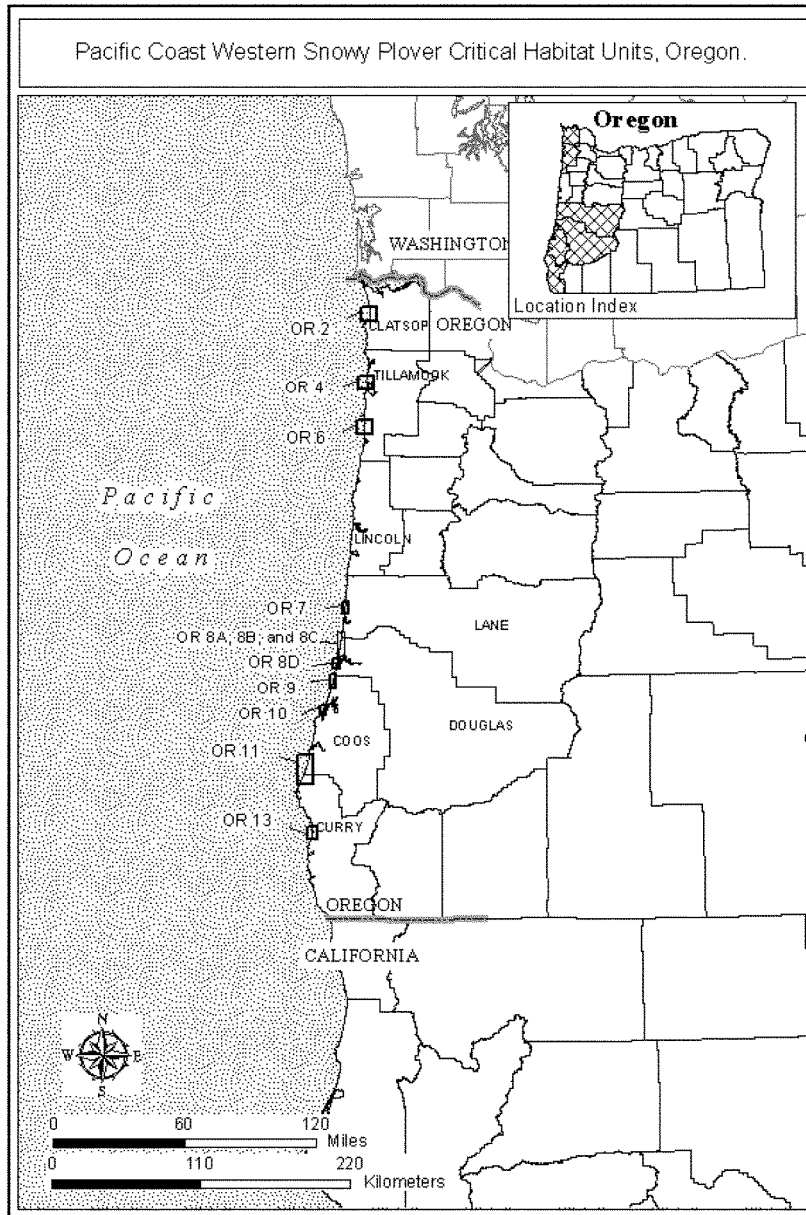 Pacific Coast Western Snowy Plover Critical Habitat Units, Oregon.
Oregon
Location Index
WASHINGTON
OR 2
CLATSOP
OREGON
OR 4
TILLAMOOK
OR 6
Pacific
Ocean
LINCOLN
OR 7
LANE
OR 8A, 8B, and 8C
OR 8D
OR 9
OR 10
DOUGLAS
COOS
OR 11
OR 13
CURRY
OREGON
CALIFORNIA
N
W E
S
0 60 120
Miles
0 110 220
Kilometers